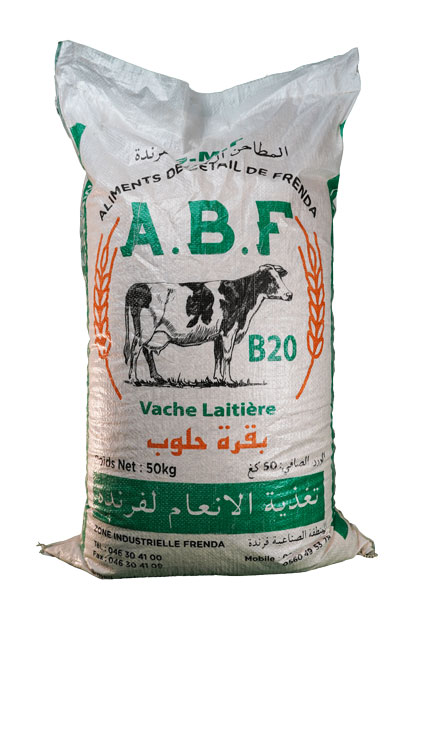 المطاحن فرندة
ALIMENTS DE BETAIL DE FRENDA
A.B.F
B20
Vache Laitière
بقرة حلوب
Poids Net : 50kg
الوزن الصافي: 50 كغ
تغذية الانعام لفرندة
ZONE INDUSTRIELLE FRENDA
المنطقة الصناعية فرندة
Tél : 046 30 41 00
Fax : 046 30 41 09
Mobile :